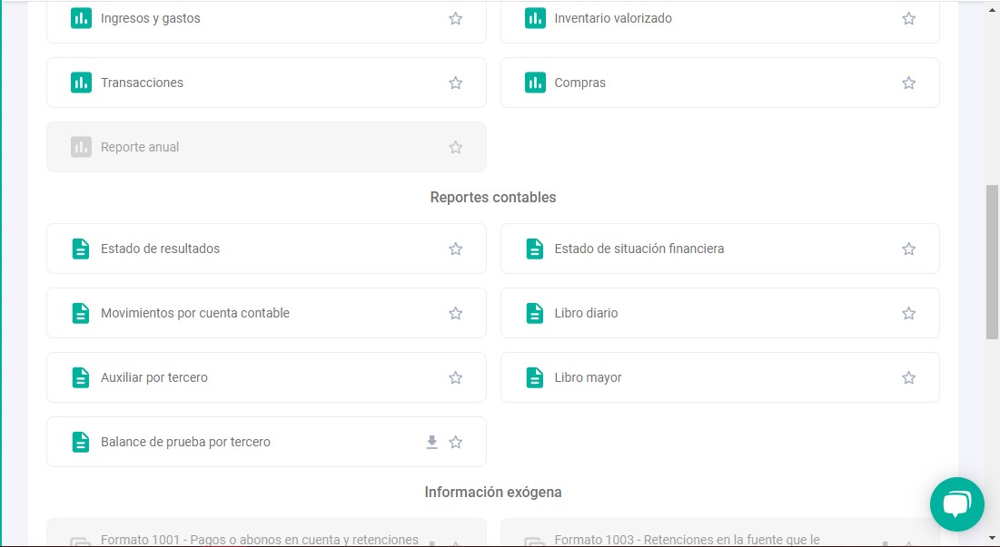 Ingresos y gastos
Inventario valorizado
Transacciones
Compras
Reporte anual
Reportes contables
Estado de resultados
Estado de situación financiera
Movimientos por cuenta contable
Libro diario
Auxiliar por tercero
Libro mayor
Balance de prueba por tercero
Información exógena
Formato 1001 - Pagos o abonos en cuenta y retenciones
Formato 1003 - Retenciones en la fuente que le